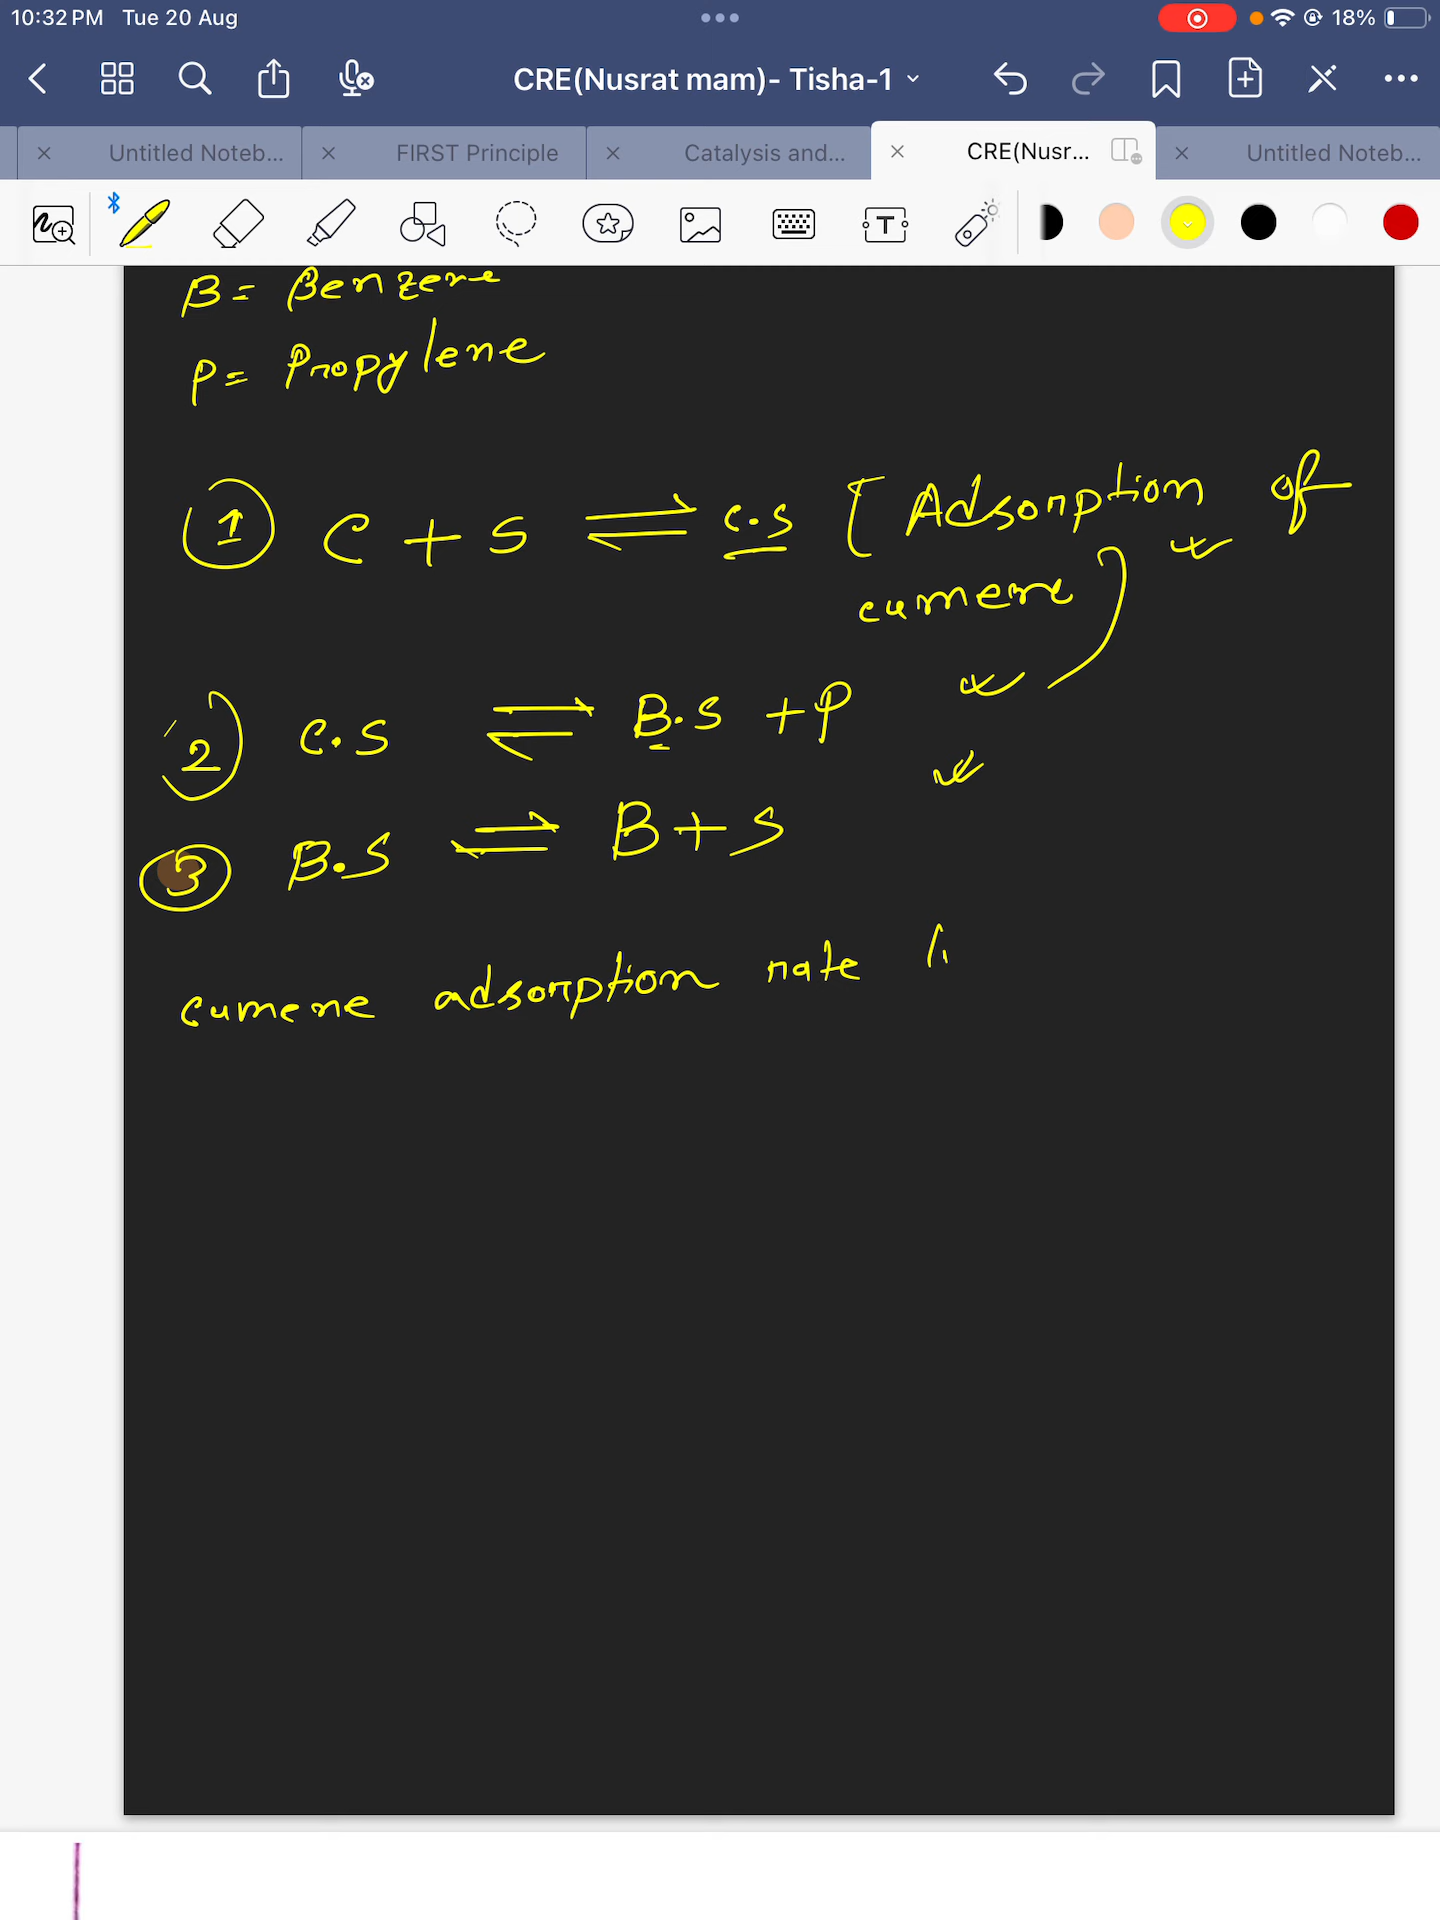 10:32 PM Tue 20 Aug
18%
CRE(Nusrat mam)- Tisha-1
Untitled Noteb... FIRST Principle Catalysis and... CRE(Nusr... Untitled Noteb...
T
B = Benzene
P = Propylene
1 C + S ⇌ C.S [Adsorption of
cumene]
2 C.S ⇌ B.S + P
3 B.S ⇌ B + S
cumene adsorption rate